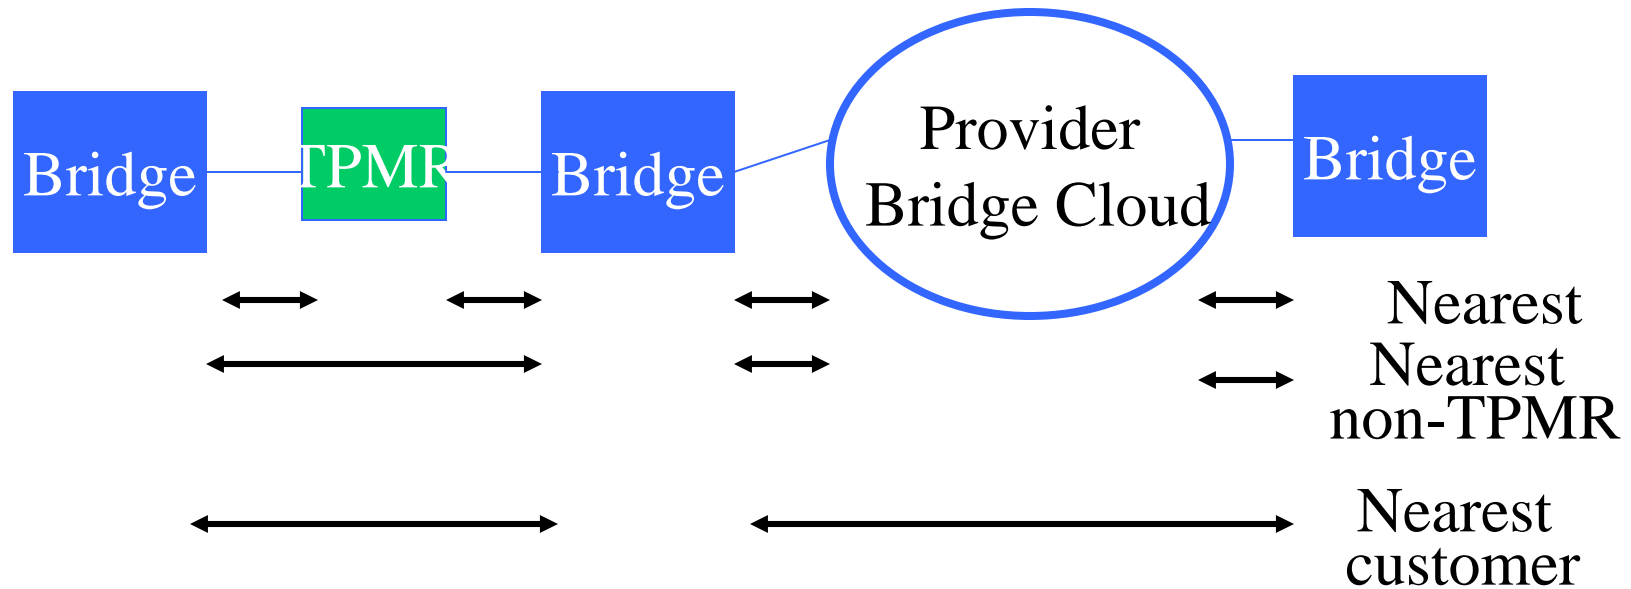 Bridge
TPMR
Bridge
Provider
Bridge Cloud
Bridge
Nearest
Nearest
non-TPMR
Nearest
customer